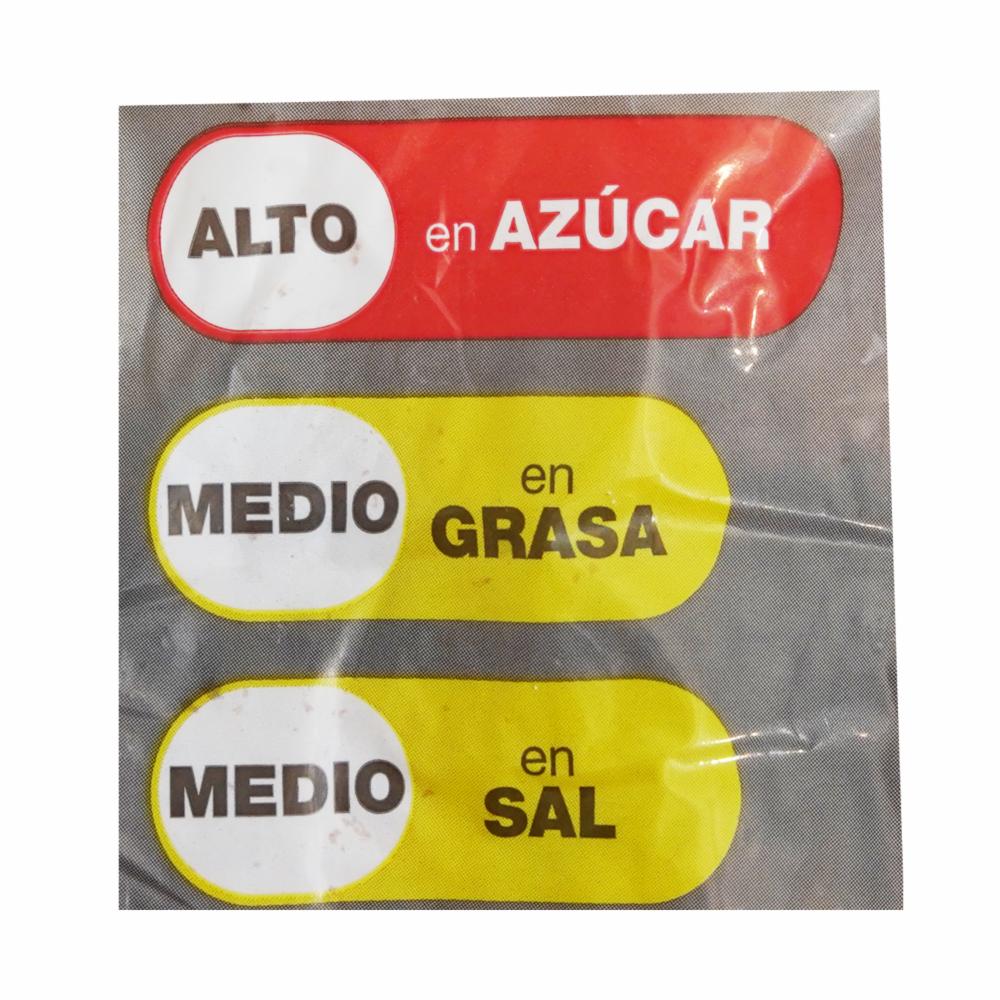 ALTO en AZÚCAR
MEDIO en
GRASA
MEDIO en
SAL